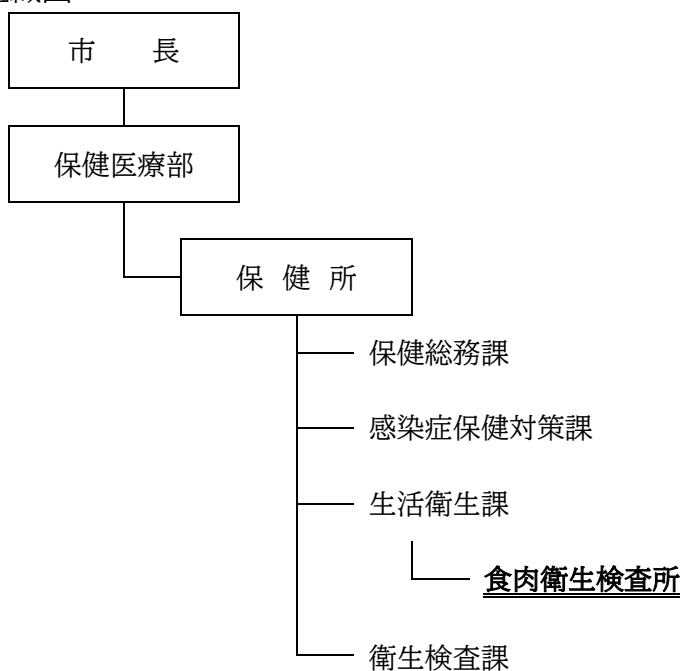 市　長
保健医療部
保 健 所
保健総務課
感染症保健対策課
生活衛生課
食肉衛生検査所
衛生検査課